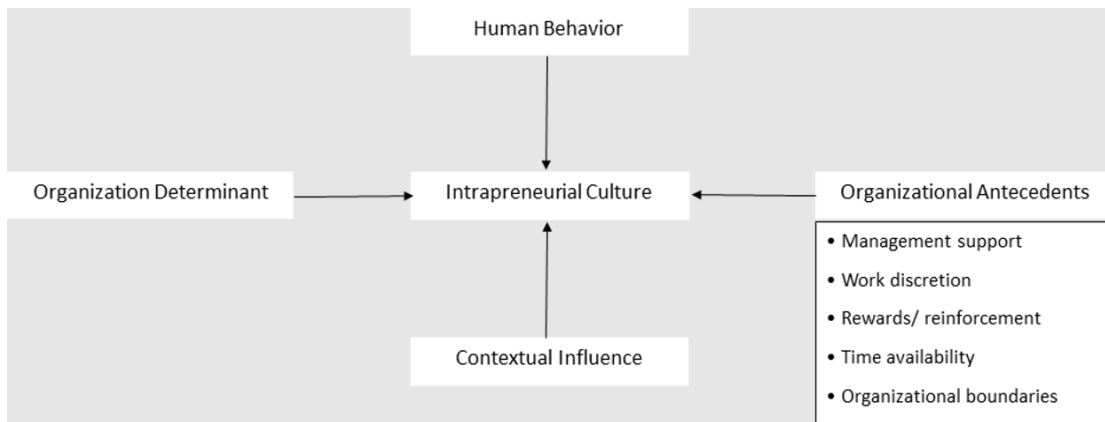 Human Behavior
Organization Determinant
Intrapreneurial Culture
Organizational Antecedents
• Management support
• Work discretion
• Rewards/ reinforcement
• Time availability
• Organizational boundaries
Contextual Influence